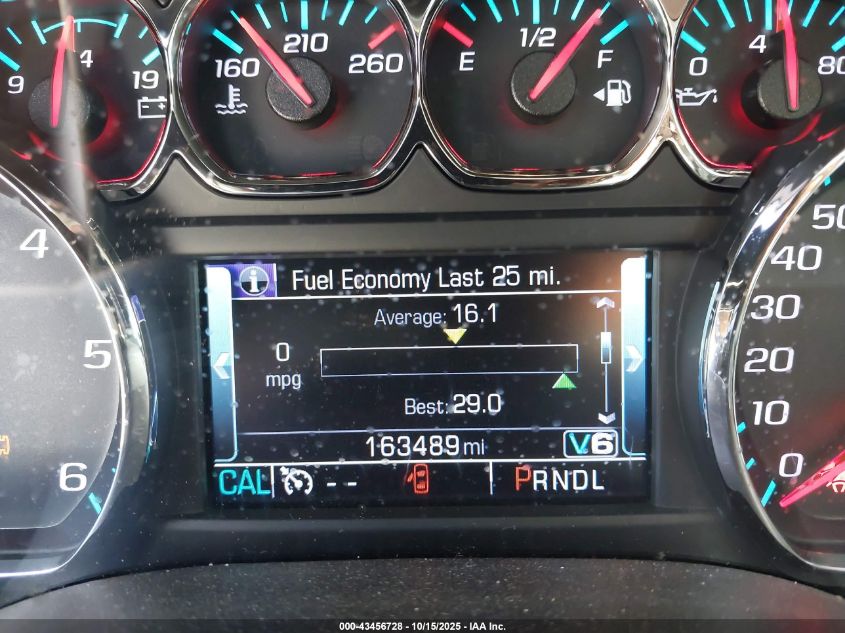 9 4 19
160 210 260
E 1/2 F
0 4 80
4
5
6
Fuel Economy Last 25 mi.
Average: 16.1
0
mpg
Best: 29.0
163489 mi V6
CAL -- PRNDL
50
40
30
20
10
0
000-43456728 - 10/15/2025 - IAA Inc.